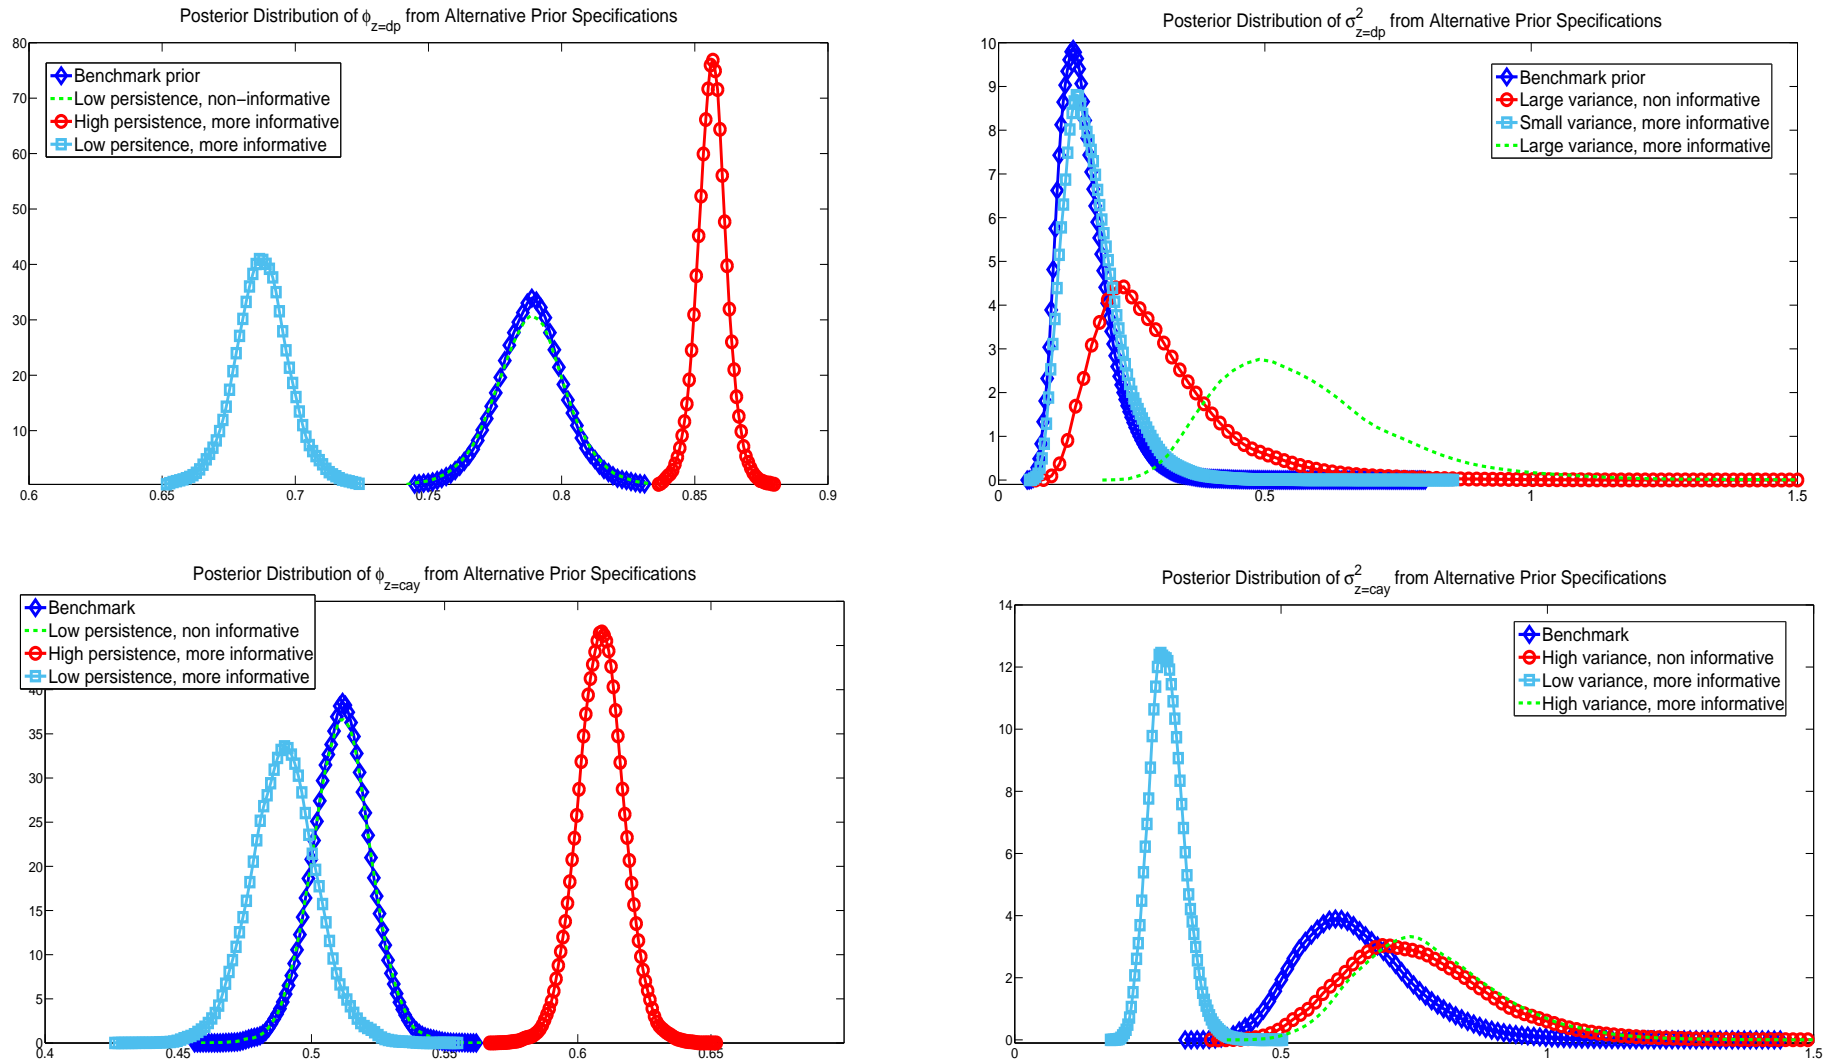 Posterior Distribution of ϕz=dp from Alternative Prior Specifications
80
70
60
50
40
30
20
10
0.6
0.65
0.7
0.75
0.8
0.85
0.9
Benchmark prior
Low persistence, non−informative
High persistence, more informative
Low persitence, more informative
Posterior Distribution of σ²z=dp from Alternative Prior Specifications
10
9
8
7
6
5
4
3
2
1
0
0
0.5
1
1.5
Benchmark prior
Large variance, non informative
Small variance, more informative
Large variance, more informative
Posterior Distribution of ϕz=cay from Alternative Prior Specifications
Benchmark
Low persistence, non informative
High persistence, more informative
Low persistence, more informative
40
35
30
25
20
15
10
5
0
0.4
0.45
0.5
0.55
0.6
0.65
Posterior Distribution of σ²z=cay from Alternative Prior Specifications
14
12
10
8
6
4
2
0
0
0.5
1
1.5
Benchmark
High variance, non informative
Low variance, more informative
High variance, more informative